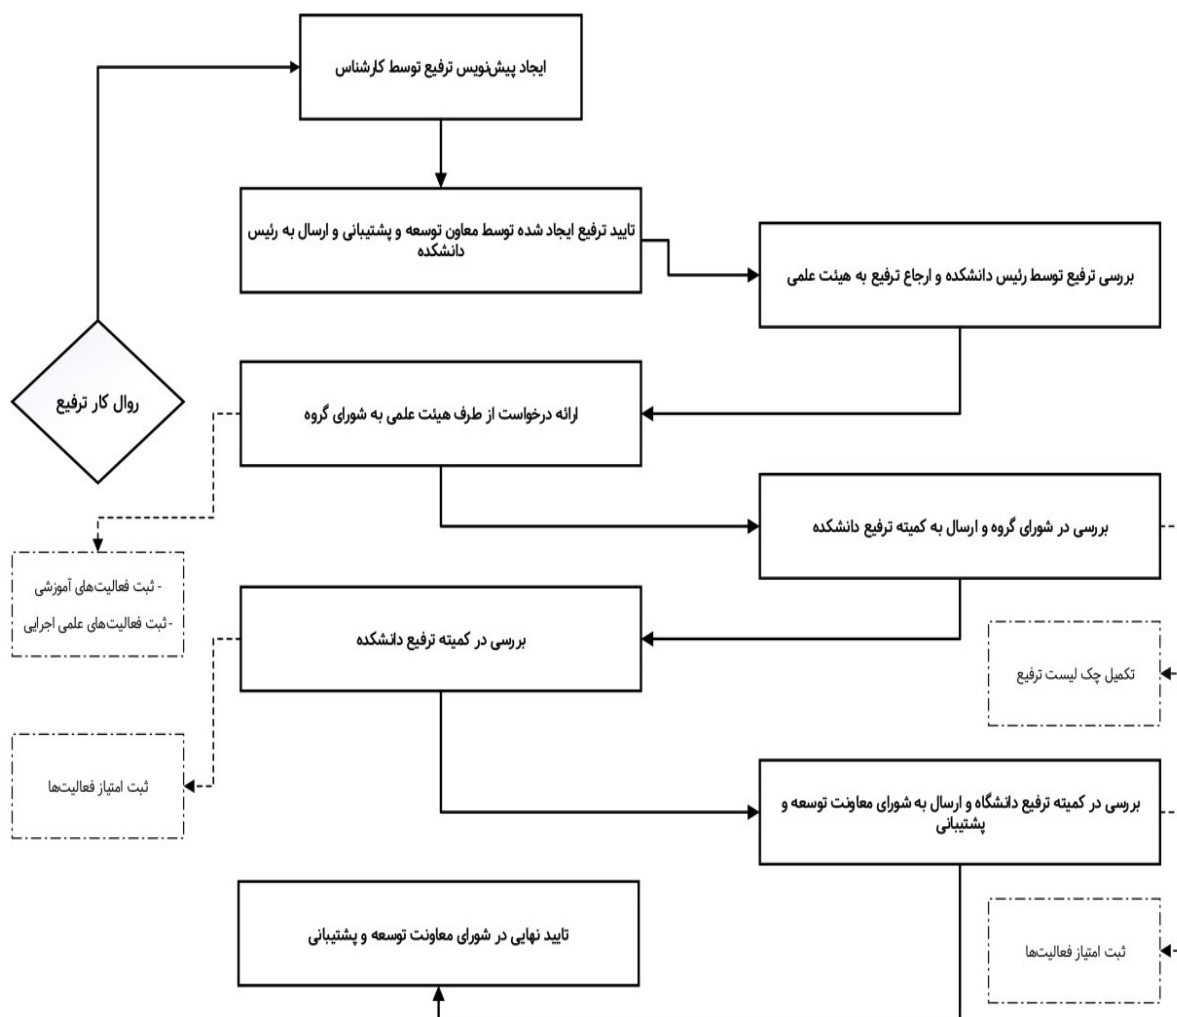 ایجاد پیش‌نویس ترفیع توسط کارشناس
تایید ترفیع ایجاد شده توسط معاون توسعه و پشتیبانی و ارسال به رئیس
دانشکده
بررسی ترفیع توسط رئیس دانشکده و ارجاع ترفیع به هیئت علمی
روال کار ترفیع
ارائه درخواست از طرف هیئت علمی به شورای گروه
بررسی در شورای گروه و ارسال به کمیته ترفیع دانشکده
- ثبت فعالیت‌های آموزشی
- ثبت فعالیت‌های علمی اجرایی
بررسی در کمیته ترفیع دانشکده
تکمیل چک لیست ترفیع
ثبت امتیاز فعالیت‌ها
بررسی در کمیته ترفیع دانشگاه و ارسال به شورای معاونت توسعه و
پشتیبانی
تایید نهایی در شورای معاونت توسعه و پشتیبانی
ثبت امتیاز فعالیت‌ها